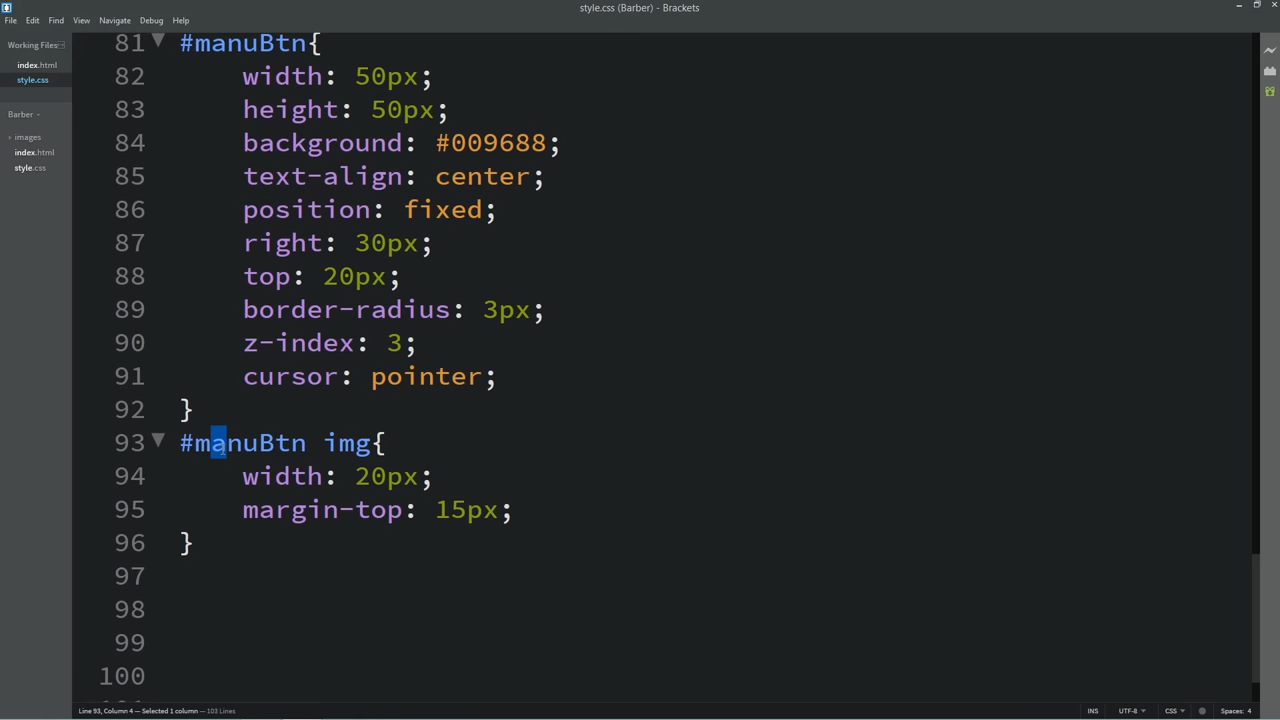 style.css (Barber) - Brackets
File Edit Find View Navigate Debug Help
Working Files
index.html
style.css
Barber
images
index.html
style.css
81 #manuBtn{
82 width: 50px;
83 height: 50px;
84 background: #009688;
85 text-align: center;
86 position: fixed;
87 right: 30px;
88 top: 20px;
89 border-radius: 3px;
90 z-index: 3;
91 cursor: pointer;
92 }
93 #manuBtn img{
94 width: 20px;
95 margin-top: 15px;
96 }
97
98
99
100
Line 93, Column 4 — Selected 1 column — 103 Lines
INS UTF-8 CSS Spaces: 4